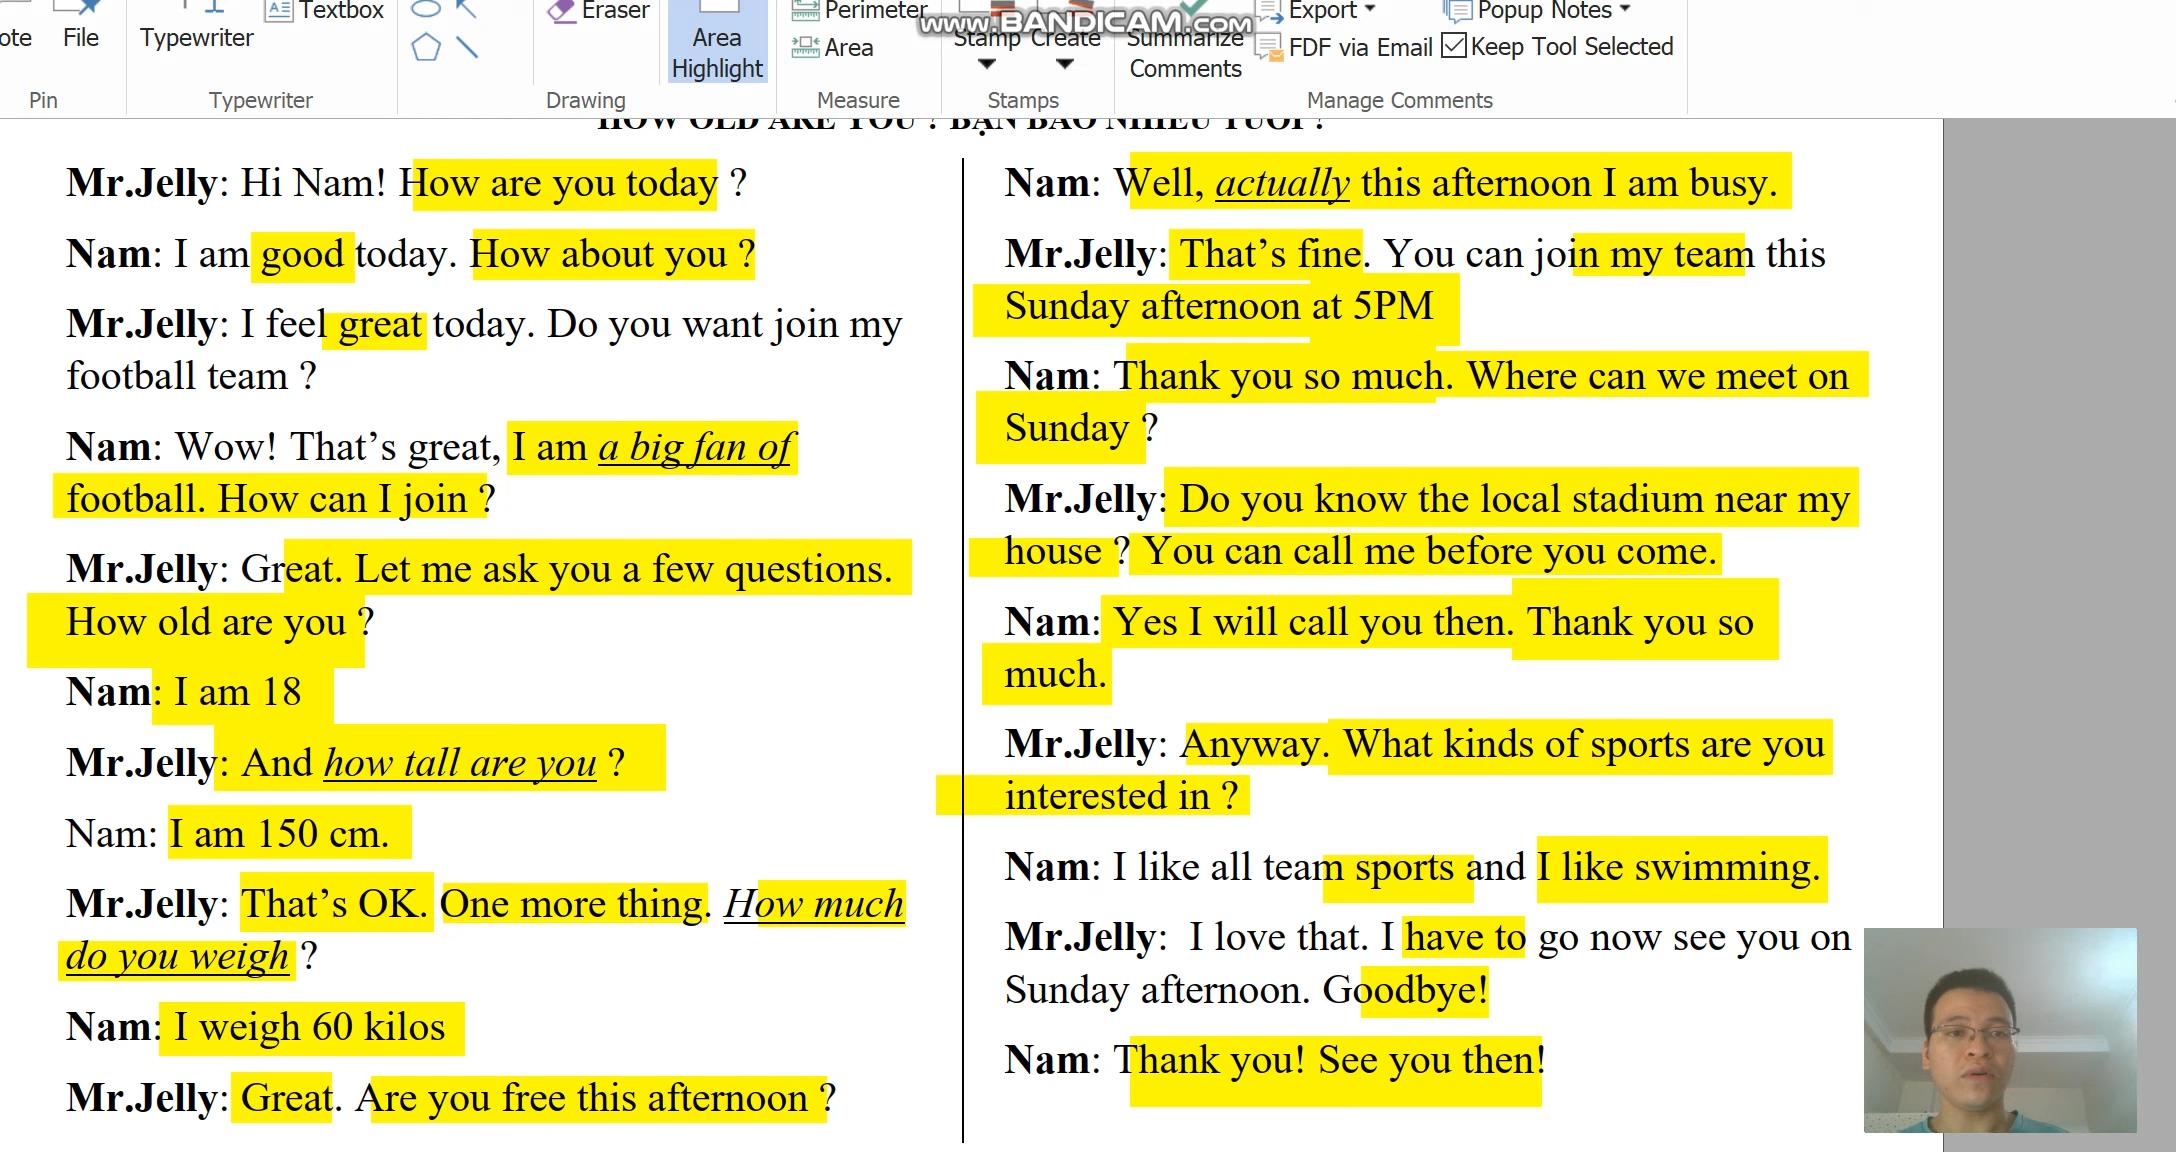 ote File Typewriter Textbox Eraser Area Highlight Perimeter Area Stamp Create Summarize Comments Export FDF via Email Popup Notes Keep Tool Selected
www.BANDICAM.com
Pin Typewriter Drawing Measure Stamps Manage Comments
HOW OLD ARE YOU ? BẠN BAO NHIÊU TUỔI ?
Mr.Jelly: Hi Nam! How are you today ?
Nam: I am good today. How about you ?
Mr.Jelly: I feel great today. Do you want join my
football team ?
Nam: Wow! That's great, I am a big fan of
football. How can I join ?
Mr.Jelly: Great. Let me ask you a few questions.
How old are you ?
Nam: I am 18
Mr.Jelly: And how tall are you ?
Nam: I am 150 cm.
Mr.Jelly: That's OK. One more thing. How much
do you weigh ?
Nam: I weigh 60 kilos
Mr.Jelly: Great. Are you free this afternoon ?
Nam: Well, actually this afternoon I am busy.
Mr.Jelly: That's fine. You can join my team this
Sunday afternoon at 5PM
Nam: Thank you so much. Where can we meet on
Sunday ?
Mr.Jelly: Do you know the local stadium near my
house ? You can call me before you come.
Nam: Yes I will call you then. Thank you so
much.
Mr.Jelly: Anyway. What kinds of sports are you
interested in ?
Nam: I like all team sports and I like swimming.
Mr.Jelly: I love that. I have to go now see you on
Sunday afternoon. Goodbye!
Nam: Thank you! See you then!